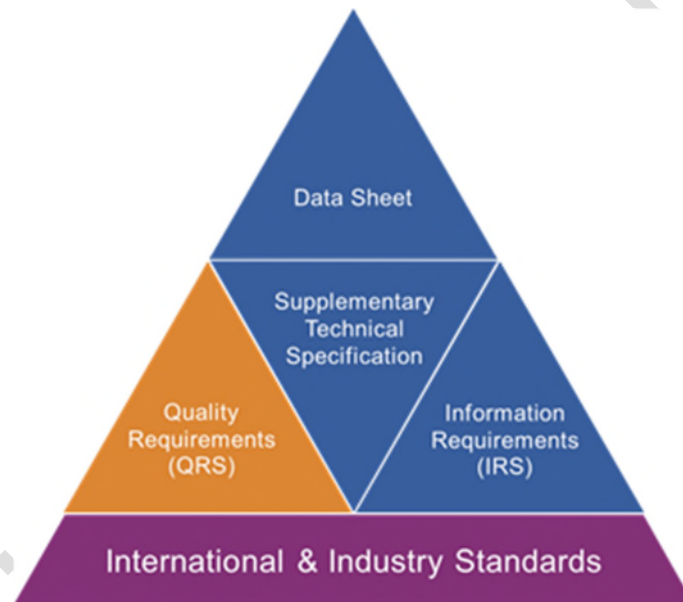 Data Sheet
Supplementary
Technical
Specification
Quality
Requirements
(QRS)
Information
Requirements
(IRS)
International & Industry Standards